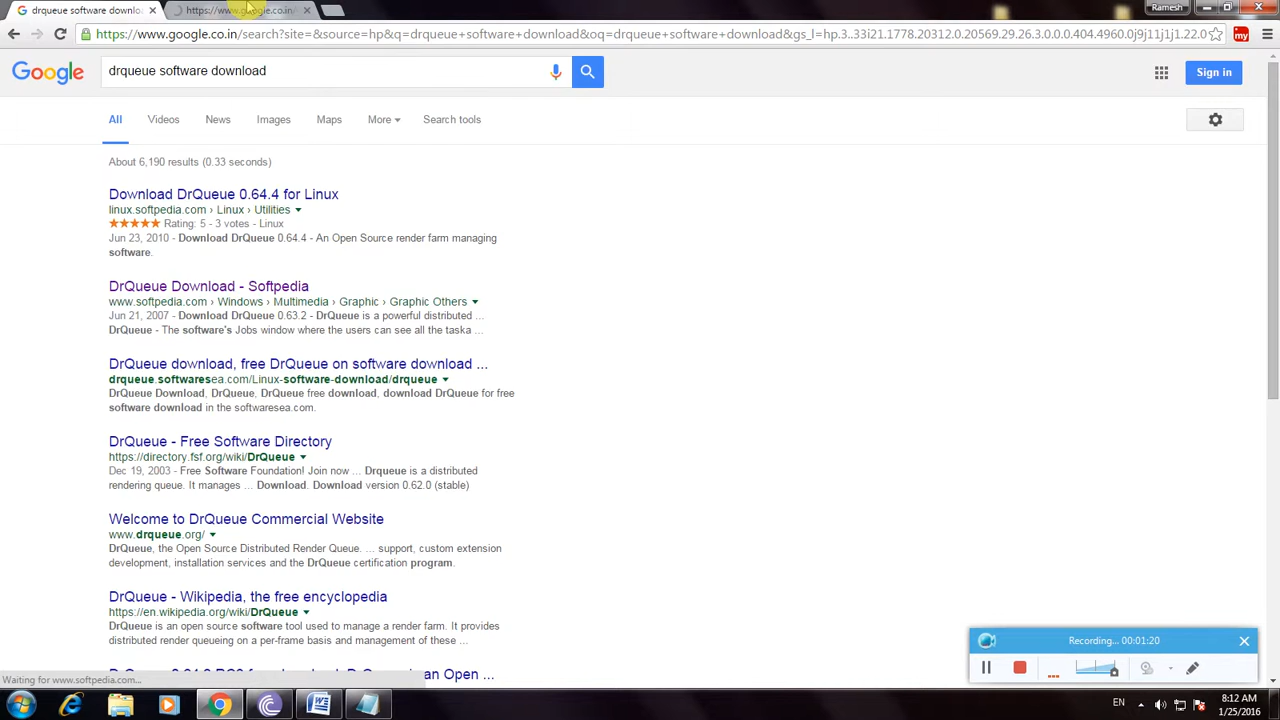 drqueue software downlo
https://www.google.co.in/
Ramesh
https://www.google.co.in/search?site=&source=hp&q=drqueue+software+download&oq=drqueue+software+download&gs_l=hp.3..33i21.1778.20312.0.20569.29.26.3.0.0.0.404.4960.0j9j11j1j1.22.0
my
Google
drqueue software download
Sign in
All Videos News Images Maps More Search tools
About 6,190 results (0.33 seconds)
Download DrQueue 0.64.4 for Linux
linux.softpedia.com › Linux › Utilities
Rating: 5 - 3 votes - Linux
Jun 23, 2010 - Download DrQueue 0.64.4 - An Open Source render farm managing
software.
DrQueue Download - Softpedia
www.softpedia.com › Windows › Multimedia › Graphic › Graphic Others
Jun 21, 2007 - Download DrQueue 0.63.2 - DrQueue is a powerful distributed ...
DrQueue - The software's Jobs window where the users can see all the taska ...
DrQueue download, free DrQueue on software download ...
drqueue.softwaresea.com/Linux-software-download/drqueue
DrQueue Download, DrQueue, DrQueue free download, download DrQueue for free
software download in the softwaresea.com.
DrQueue - Free Software Directory
https://directory.fsf.org/wiki/DrQueue
Dec 19, 2003 - Free Software Foundation! Join now ... Drqueue is a distributed
rendering queue. It manages ... Download. Download version 0.62.0 (stable)
Welcome to DrQueue Commercial Website
www.drqueue.org/
DrQueue, the Open Source Distributed Render Queue. ... support, custom extension
development, installation services and the DrQueue certification program.
DrQueue - Wikipedia, the free encyclopedia
https://en.wikipedia.org/wiki/DrQueue
DrQueue is an open source software tool used to manage a render farm. It provides
distributed render queueing on a per-frame basis and management of these ...
Waiting for www.softpedia.com...
Recording... 00:01:20
EN
8:12 AM
1/25/2016